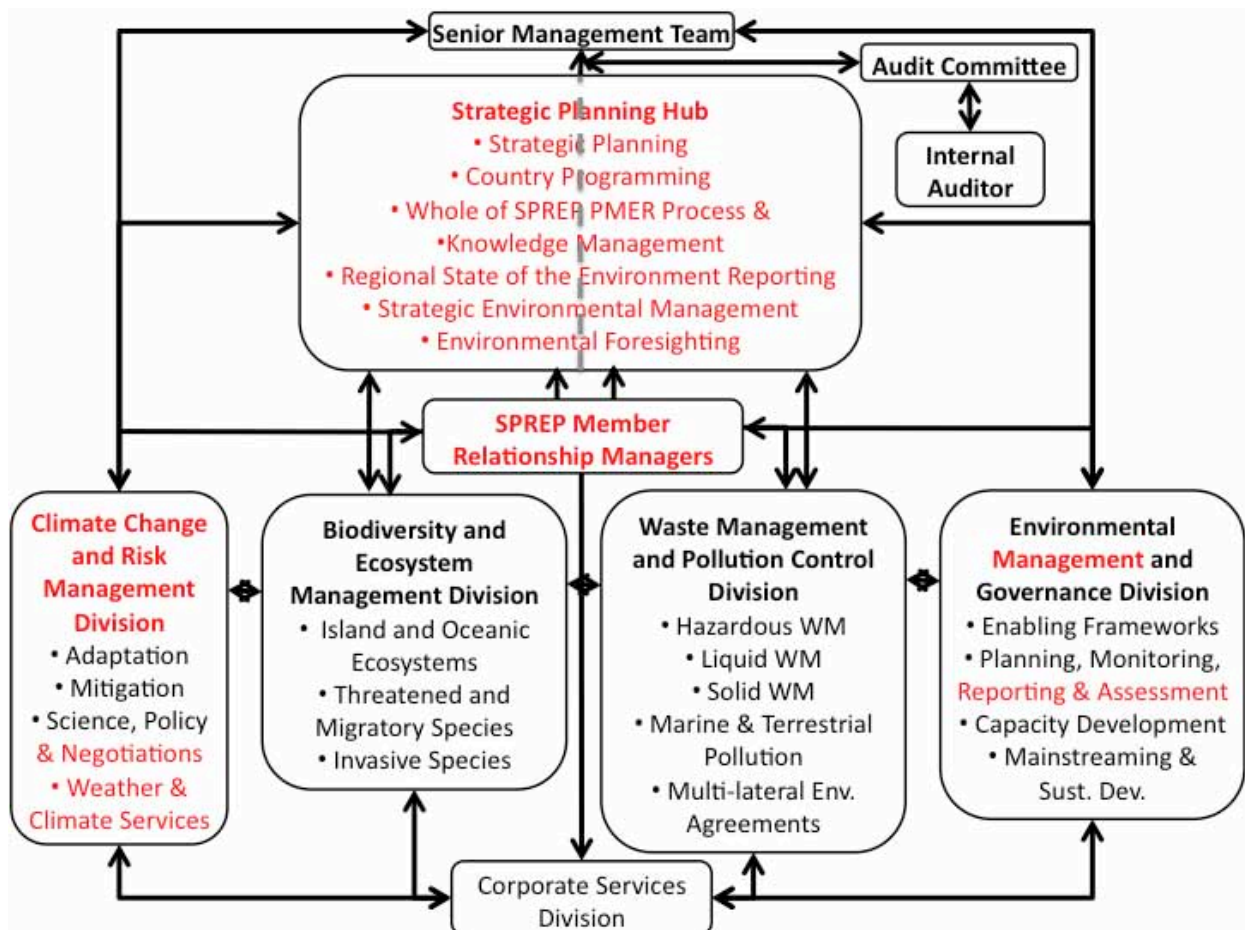 Senior Management Team
Audit Committee
Internal
Auditor
Strategic Planning Hub
• Strategic Planning
• Country Programming
• Whole of SPREP PMER Process &
•Knowledge Management
• Regional State of the Environment Reporting
• Strategic Environmental Management
• Environmental Foresighting
SPREP Member
Relationship Managers
Climate Change
and Risk
Management
Division
• Adaptation
• Mitigation
• Science, Policy
& Negotiations
• Weather &
Climate Services
Biodiversity and
Ecosystem
Management Division
• Island and Oceanic
Ecosystems
• Threatened and
Migratory Species
• Invasive Species
Waste Management
and Pollution Control
Division
• Hazardous WM
• Liquid WM
• Solid WM
• Marine & Terrestrial
Pollution
• Multi-lateral Env.
Agreements
Environmental
Management and
Governance Division
• Enabling Frameworks
• Planning, Monitoring,
Reporting & Assessment
• Capacity Development
• Mainstreaming &
Sust. Dev.
Corporate Services
Division